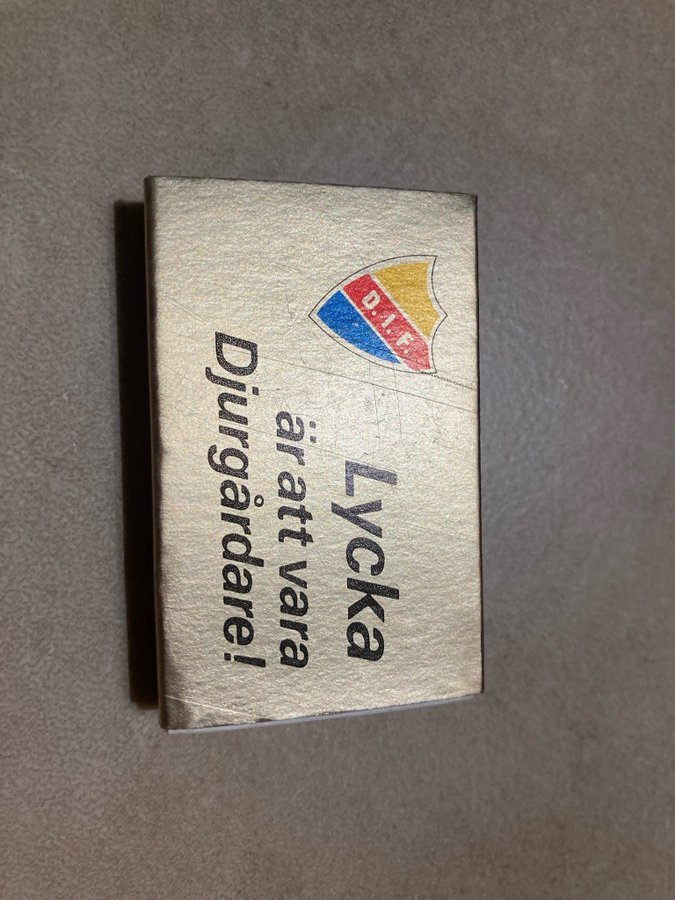 D.I.F.
Lycka
är att vara
Djurgårdare!